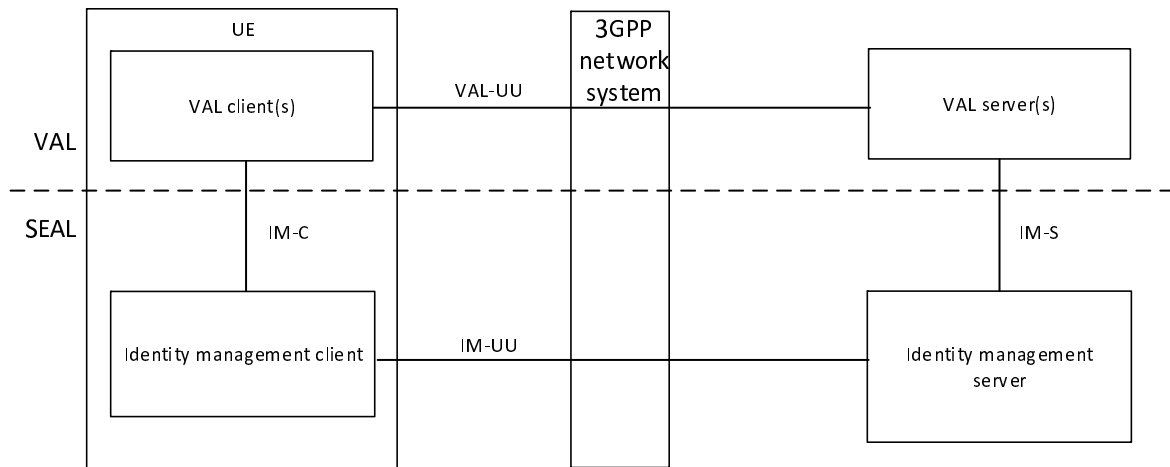 UE
3GPP
network
system
VAL client(s)
VAL-UU
VAL server(s)
VAL
SEAL
IM-C
IM-S
Identity management client
IM-UU
Identity management
server